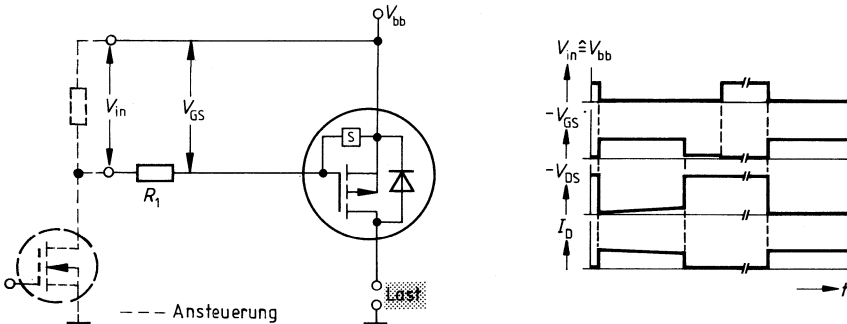 V_bb
V_in
V_GS
S
R_1
Last
--- Ansteuerung
V_in ≙ V_bb
-V_GS
-V_DS
I_D
t